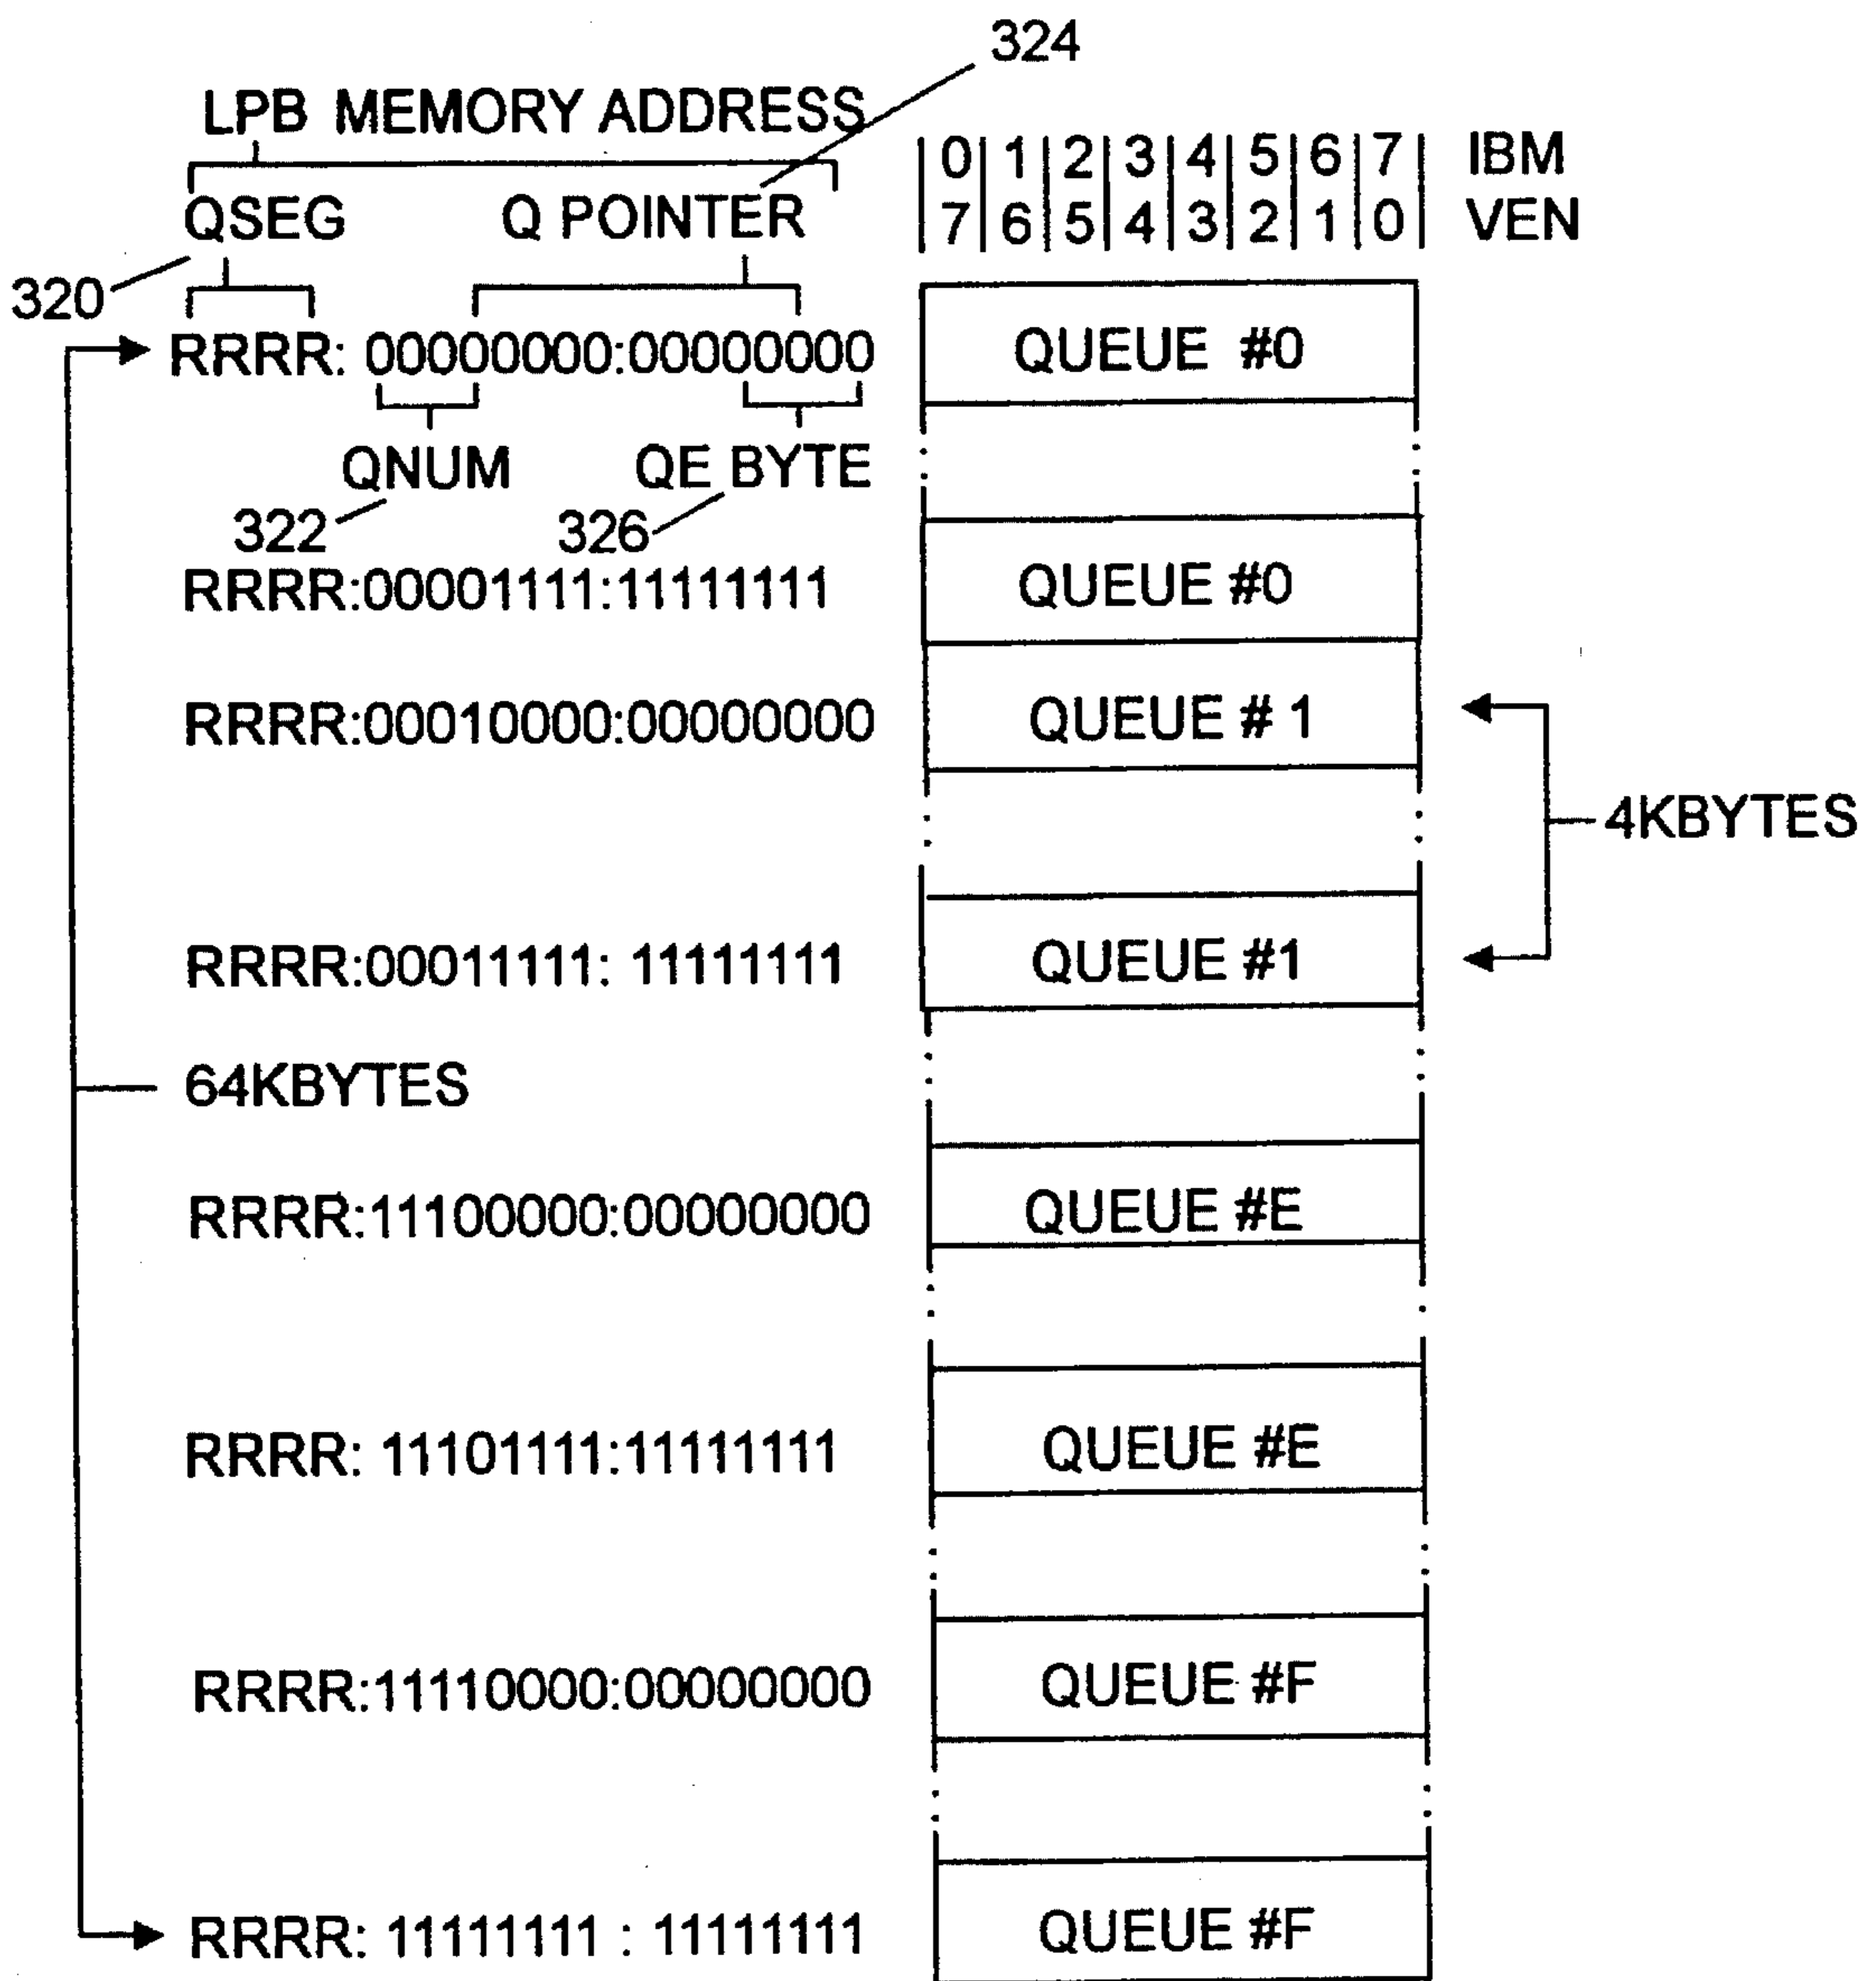 324
LPB MEMORY ADDRESS
|0|1|2|3|4|5|6|7| IBM
QSEG Q POINTER |7|6|5|4|3|2|1|0| VEN
320
RRRR: 00000000:00000000 QUEUE #0
QNUM QE BYTE
322 326
RRRR:00001111:11111111 QUEUE #0
RRRR:00010000:00000000 QUEUE # 1
4KBYTES
RRRR:00011111: 11111111 QUEUE #1
64KBYTES
RRRR:11100000:00000000 QUEUE #E
RRRR: 11101111:11111111 QUEUE #E
RRRR:11110000:00000000 QUEUE #F
RRRR: 11111111 : 11111111 QUEUE #F